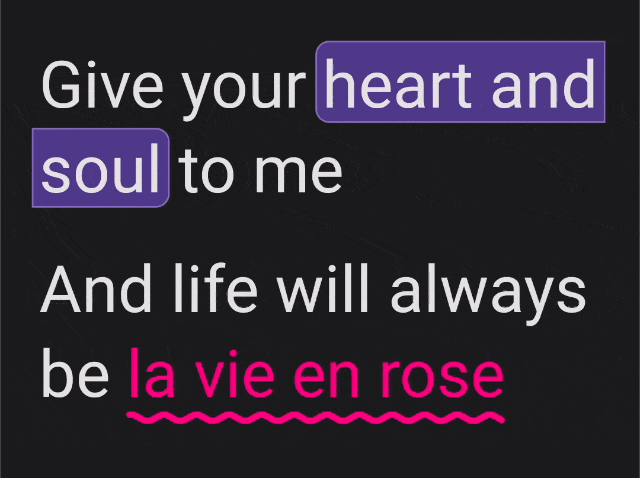 Give your heart and
soul to me
And life will always
be la vie en rose